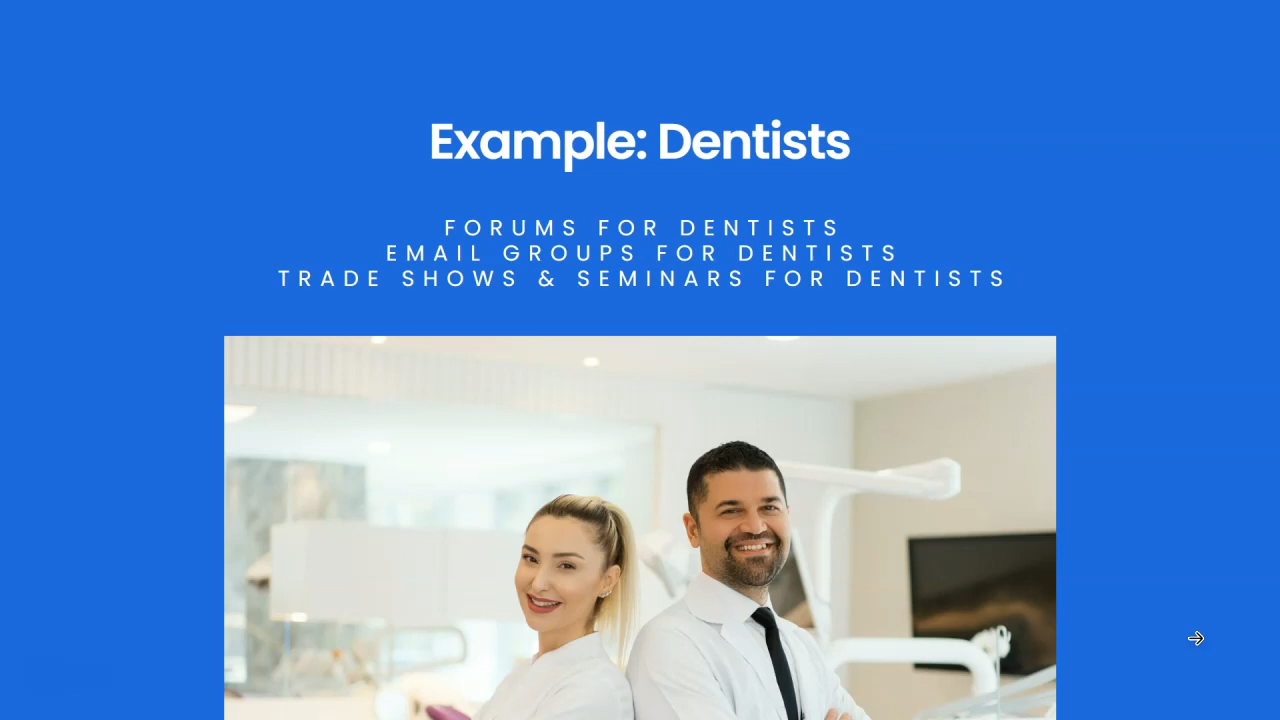 Example: Dentists
FORUMS FOR DENTISTS
EMAIL GROUPS FOR DENTISTS
TRADE SHOWS & SEMINARS FOR DENTISTS